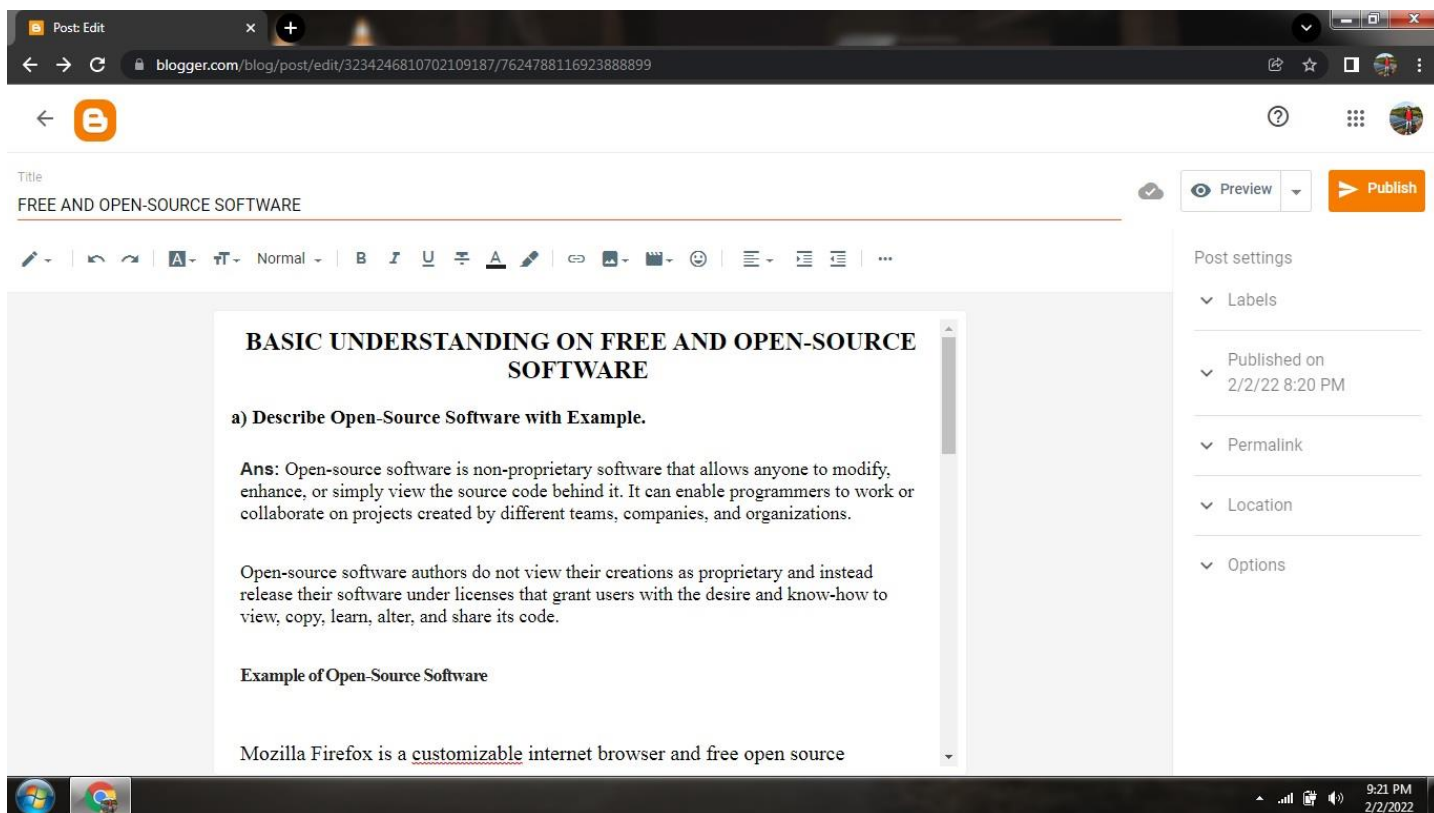 Post: Edit
blogger.com/blog/post/edit/3234246810702109187/7624788116923888899
Title
FREE AND OPEN-SOURCE SOFTWARE
Preview
Publish
Normal
B I U A
Post settings
Labels
Published on
2/2/22 8:20 PM
Permalink
Location
Options
BASIC UNDERSTANDING ON FREE AND OPEN-SOURCE
SOFTWARE
a) Describe Open-Source Software with Example.
Ans: Open-source software is non-proprietary software that allows anyone to modify,
enhance, or simply view the source code behind it. It can enable programmers to work or
collaborate on projects created by different teams, companies, and organizations.
Open-source software authors do not view their creations as proprietary and instead
release their software under licenses that grant users with the desire and know-how to
view, copy, learn, alter, and share its code.
Example of Open-Source Software
Mozilla Firefox is a customizable internet browser and free open source
9:21 PM
2/2/2022